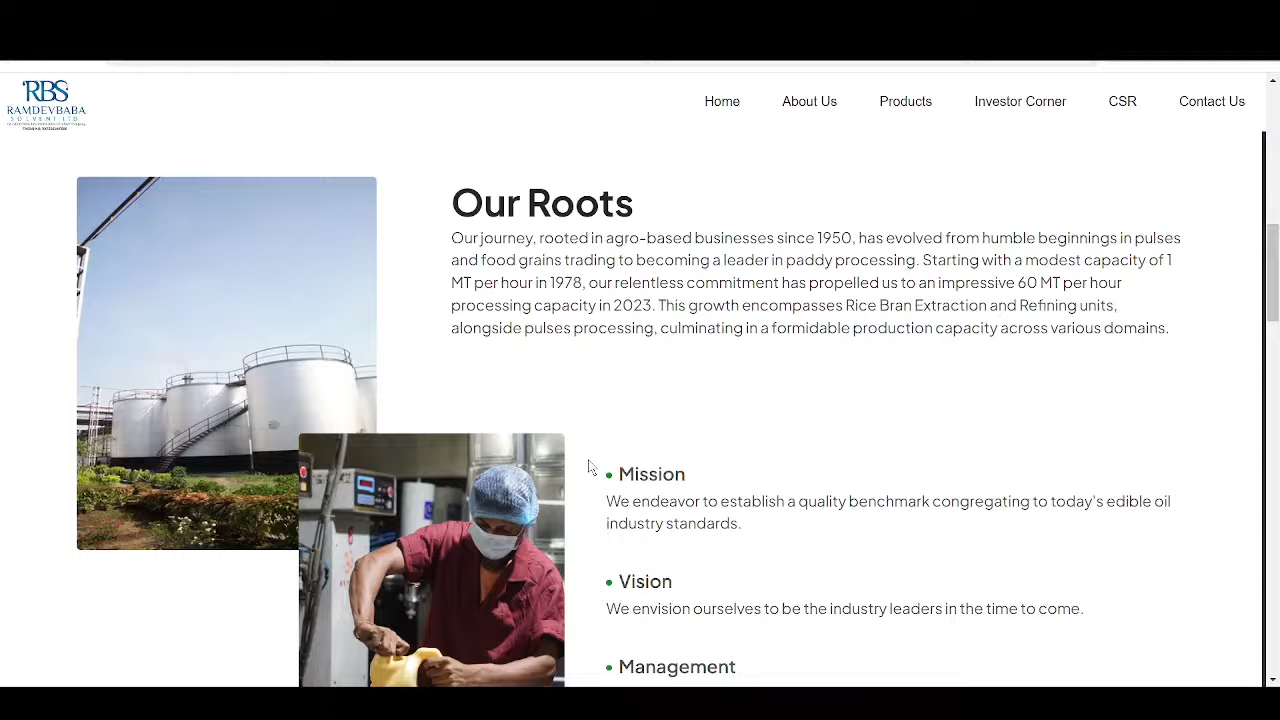 RBS
RAMDEVBABA
SOLVENT LTD
Home
About Us
Products
Investor Corner
CSR
Contact Us
Our Roots
Our journey, rooted in agro-based businesses since 1950, has evolved from humble beginnings in pulses
and food grains trading to becoming a leader in paddy processing. Starting with a modest capacity of 1
MT per hour in 1978, our relentless commitment has propelled us to an impressive 60 MT per hour
processing capacity in 2023. This growth encompasses Rice Bran Extraction and Refining units,
alongside pulses processing, culminating in a formidable production capacity across various domains.
Mission
We endeavor to establish a quality benchmark congregating to today's edible oil
industry standards.
Vision
We envision ourselves to be the industry leaders in the time to come.
Management